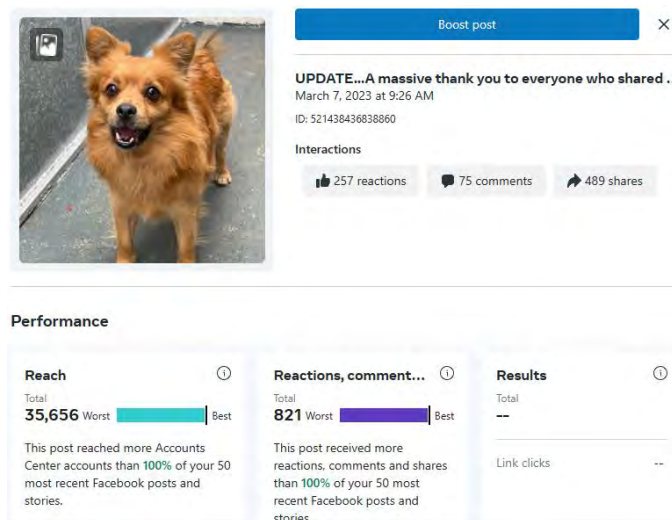 Boost post
UPDATE...A massive thank you to everyone who shared ...
March 7, 2023 at 9:26 AM
ID: 521438436838860
Interactions
257 reactions
75 comments
489 shares
Performance
Reach
Total
35,656 Worst Best
This post reached more Accounts
Center accounts than 100% of your 50
most recent Facebook posts and
stories.
Reactions, comment...
Total
821 Worst Best
This post received more
reactions, comments and shares
than 100% of your 50 most
recent Facebook posts and
stories
Results
Total
--
Link clicks --